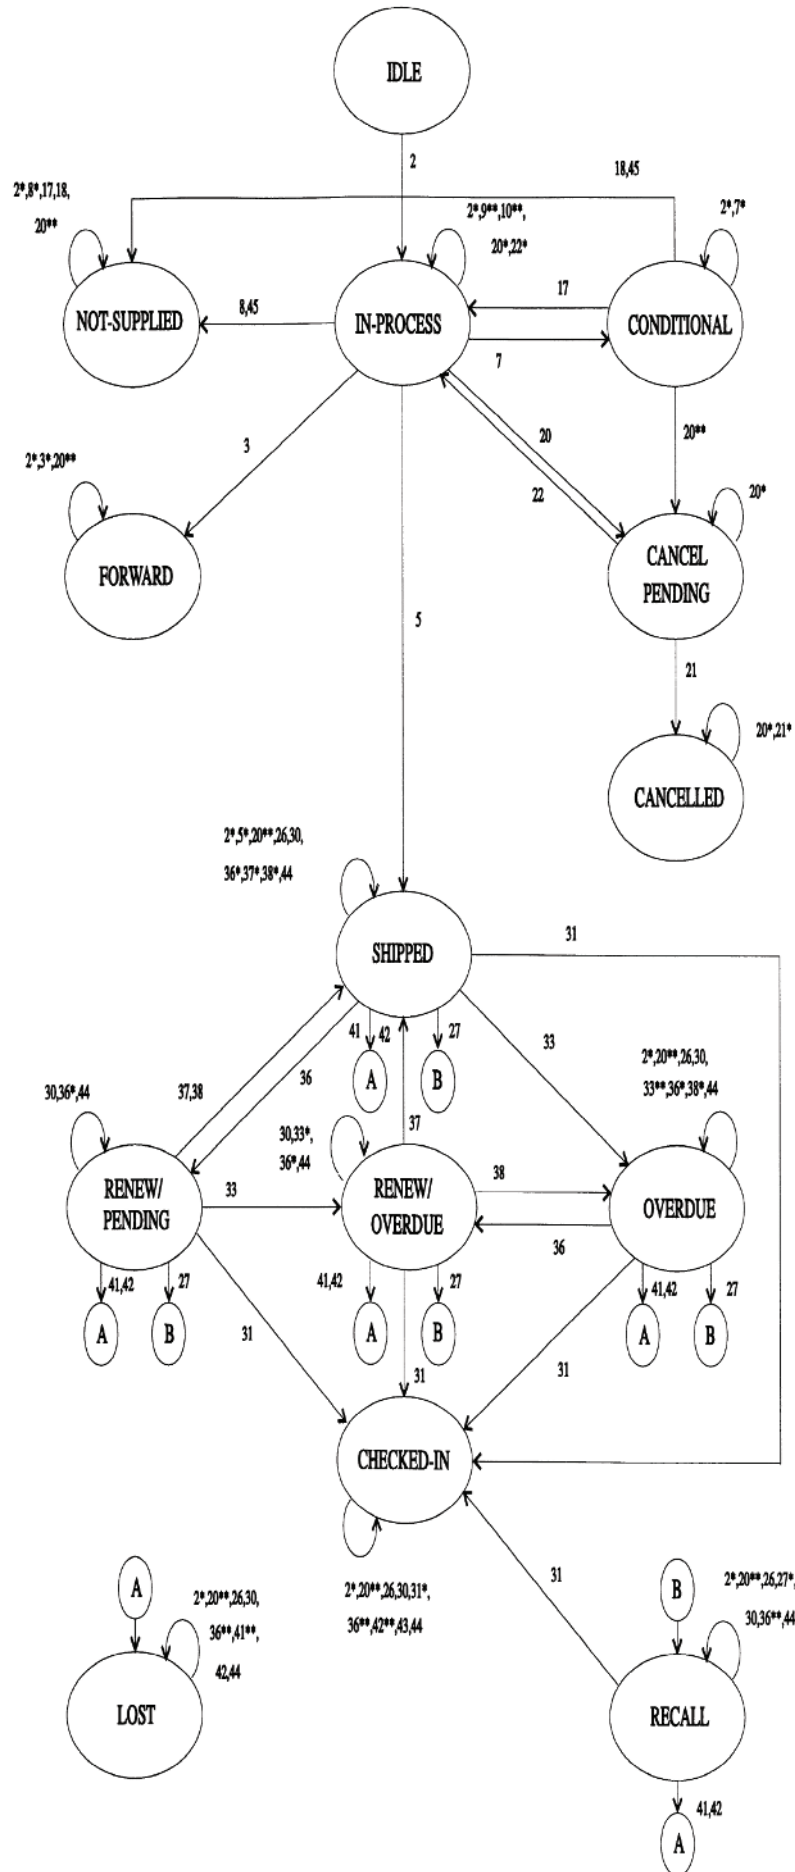 IDLE
2
18,45
2*,8*,17,18,
20**
2*,9**,10**,
20*,22*
2*,7*
NOT-SUPPLIED
8,45
IN-PROCESS
17
7
CONDITIONAL
3
20
22
20**
2*,3*,20**
20*
FORWARD
CANCEL
PENDING
5
21
20*,21*
CANCELLED
2*,5*,20**,26,30,
36*,37*,38*,44
SHIPPED
31
41
42
27
33
A
B
2*,20**,26,30,
33**,36*,38*,44
30,36*,44
37,38
36
37
30,33*,
36*,44
RENEW/
PENDING
33
RENEW/
OVERDUE
38
36
OVERDUE
41,42
27
41,42
27
41,42
27
A
B
A
B
A
B
31
31
31
CHECKED-IN
2*,20**,26,30,31*,
36**,42**,43,44
31
A
2*,20**,26,30,
36**,41**,
42,44
LOST
B
2*,20**,26,27*,
30,36**,44
RECALL
41,42
A